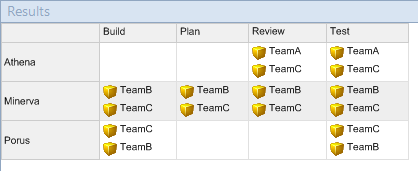 Results
Build Plan Review Test
Athena TeamA TeamA
TeamC TeamC
Minerva TeamB TeamB TeamB TeamB
TeamC TeamC TeamC TeamC
Porus TeamC TeamC
TeamB TeamB